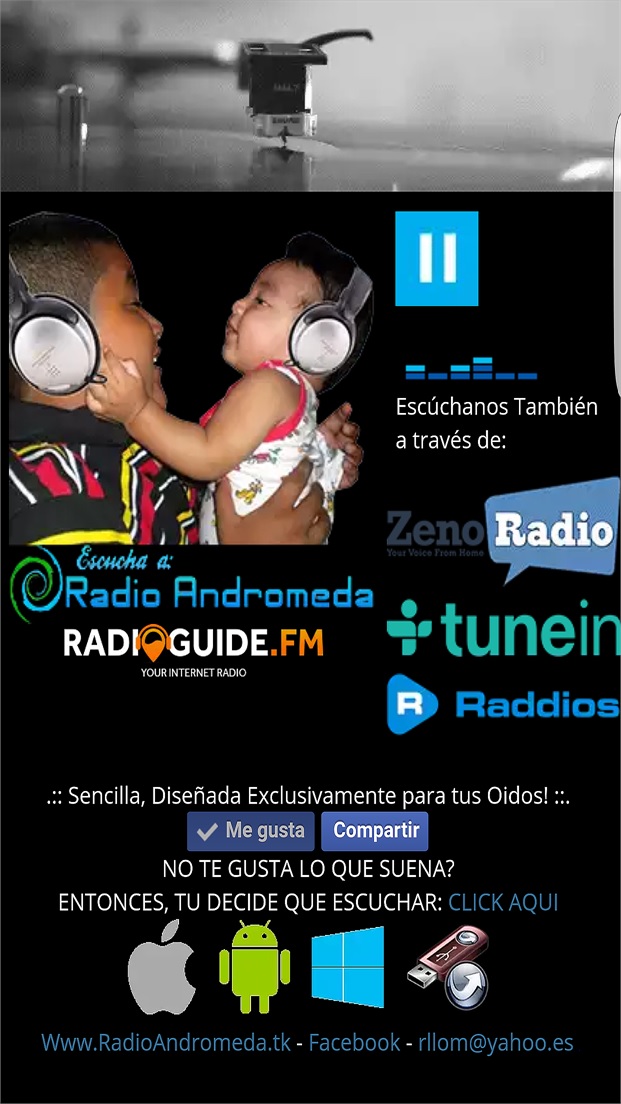 Escúchanos También
a través de:
Zeno Radio
Your Voice From Home
tunein
R Raddios
Escucha a:
Radio Andromeda
RADIOGUIDE.FM
YOUR INTERNET RADIO
.:: Sencilla, Diseñada Exclusivamente para tus Oidos! ::.
Me gusta Compartir
NO TE GUSTA LO QUE SUENA?
ENTONCES, TU DECIDE QUE ESCUCHAR: CLICK AQUI
Www.RadioAndromeda.tk - Facebook - rllom@yahoo.es